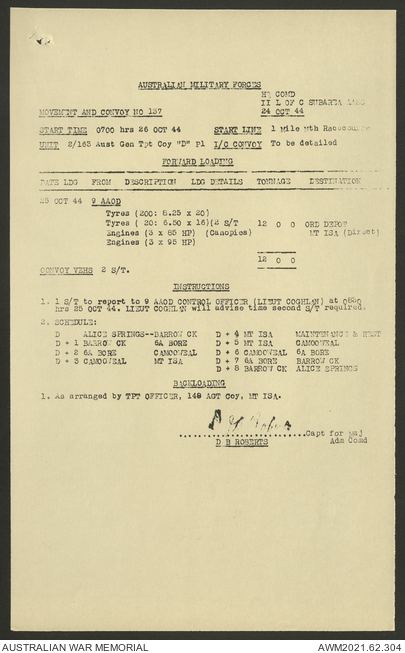 AUSTRALIAN MILITARY FORCES
HQ COMD
II L OF C SUBAREA AASC
24 OCT 44
MOVEMENT AND CONVOY NO 137
START TIME 0700 hrs 26 OCT 44 START LINE 1 Mile Nth Racecourse
UNIT 2/163 Aust Gen Tpt Coy "D" Pl I/C CONVOY To be detailed
FORWARD LOADING
DATE LDG FROM DESCRIPTION LDG DETAILS TONNAGE DESTINATION
25 OCT 44 9 AAOD
Tyres (200: 8.25 x 20)
Tyres ( 20: 6.50 x 16)(2 S/T 12 0 0 ORD DEPOT
Engines (3 x 85 HP) (Canopies) MT ISA (Direct)
Engines (3 x 95 HP)
12 0 0
CONVOY VEHS 2 S/T.
INSTRUCTIONS
1. 1 S/T to report to 9 AAOD CONTROL OFFICER (LIEUT COGHLAN) at 0830
hrs 25 OCT 44. LIEUT COGHLAN will advise time second S/T required.
2. SCHEDULE:
D ALICE SPRINGS--BARROW CK D + 4 MT ISA MAINTENANCE & REST
D + 1 BARROW CK 6A BORE D + 5 MT ISA CAMOOWEAL
D + 2 6A BORE CAMOOWEAL D + 6 CAMOOWEAL 6A BORE
D + 3 CAMOOWEAL MT ISA D + 7 6A BORE BARROW CK
D + 8 BARROW CK ALICE SPRINGS
BACKLOADING
1. As arranged by TPT OFFICER, 148 AGT Coy, MT ISA.
Capt for Maj
D B ROBERTS Adm Comd
AUSTRALIAN WAR MEMORIAL AWM2021.62.304